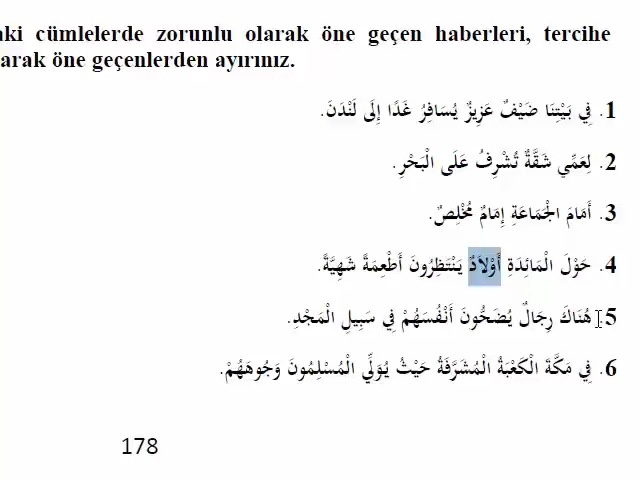 aki cümlelerde zorunlu olarak öne geçen haberleri, tercihe
arak öne geçenlerden ayırınız.
1. فِي بَيْتِنَا ضَيْفٌ عَزِيزٌ يُسَافِرُ غَدًا إِلَى لَنْدَنَ.
2. لِعَمِّي شَقَّةٌ تُشْرِفُ عَلَى الْبَحْرِ.
3. أَمَامَ الْجَمَاعَةِ إِمَامٌ مُخْلِصٌ.
4. حَوْلَ الْمَائِدَةِ أَوْلاَدٌ يَنْتَظِرُونَ أَطْعِمَةً شَهِيَّةً.
5. هُنَاكَ رِجَالٌ يُضَحُّونَ أَنْفُسَهُمْ فِي سَبِيلِ الْمَجْدِ.
6. فِي مَكَّةَ الْكَعْبَةُ الْمُشَرَّفَةُ حَيْثُ يُوَلِّي الْمُسْلِمُونَ وَجُوهَهُمْ.
178